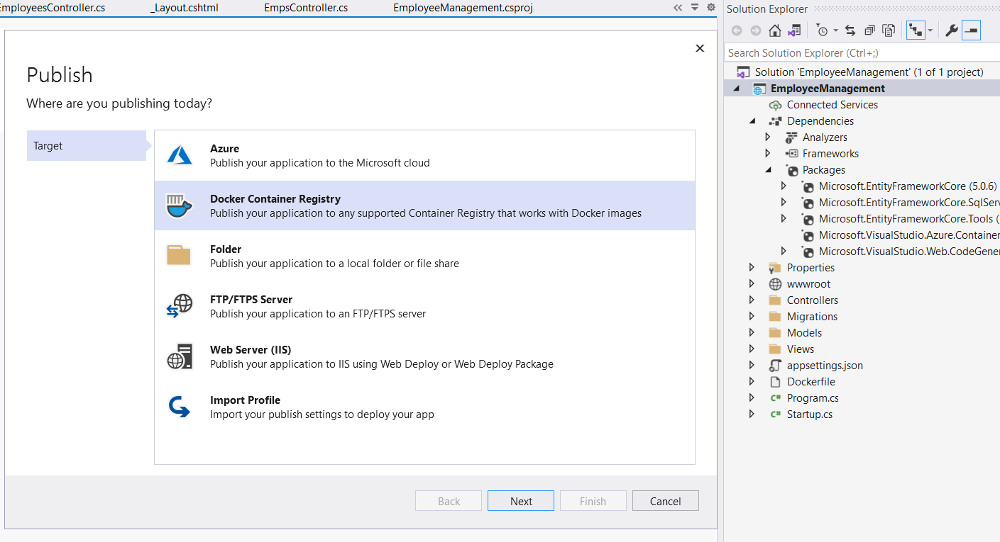 EmployeesController.cs
_Layout.cshtml
EmpsController.cs
EmployeeManagement.csproj
Publish
Where are you publishing today?
Target
Azure
Publish your application to the Microsoft cloud
Docker Container Registry
Publish your application to any supported Container Registry that works with Docker images
Folder
Publish your application to a local folder or file share
FTP/FTPS Server
Publish your application to an FTP/FTPS server
Web Server (IIS)
Publish your application to IIS using Web Deploy or Web Deploy Package
Import Profile
Import your publish settings to deploy your app
Back
Next
Finish
Cancel
Solution Explorer
Search Solution Explorer (Ctrl+;)
Solution 'EmployeeManagement' (1 of 1 project)
EmployeeManagement
Connected Services
Dependencies
Analyzers
Frameworks
Packages
Microsoft.EntityFrameworkCore (5.0.6)
Microsoft.EntityFrameworkCore.SqlServ
Microsoft.EntityFrameworkCore.Tools (
Microsoft.VisualStudio.Azure.Container
Microsoft.VisualStudio.Web.CodeGener
Properties
wwwroot
Controllers
Migrations
Models
Views
appsettings.json
Dockerfile
C# Program.cs
C# Startup.cs